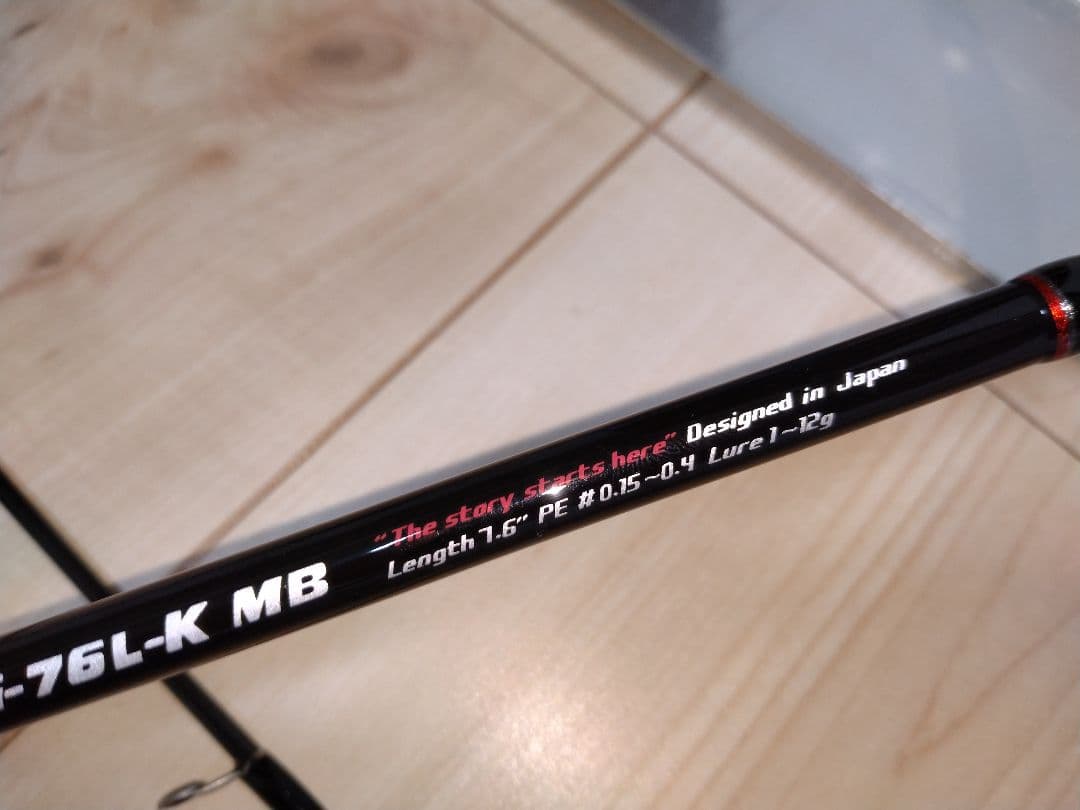 -76L-K MB
"The story starts here" Designed in Japan
Length 7.6" PE #0.15~0.4 Lure 1~12g